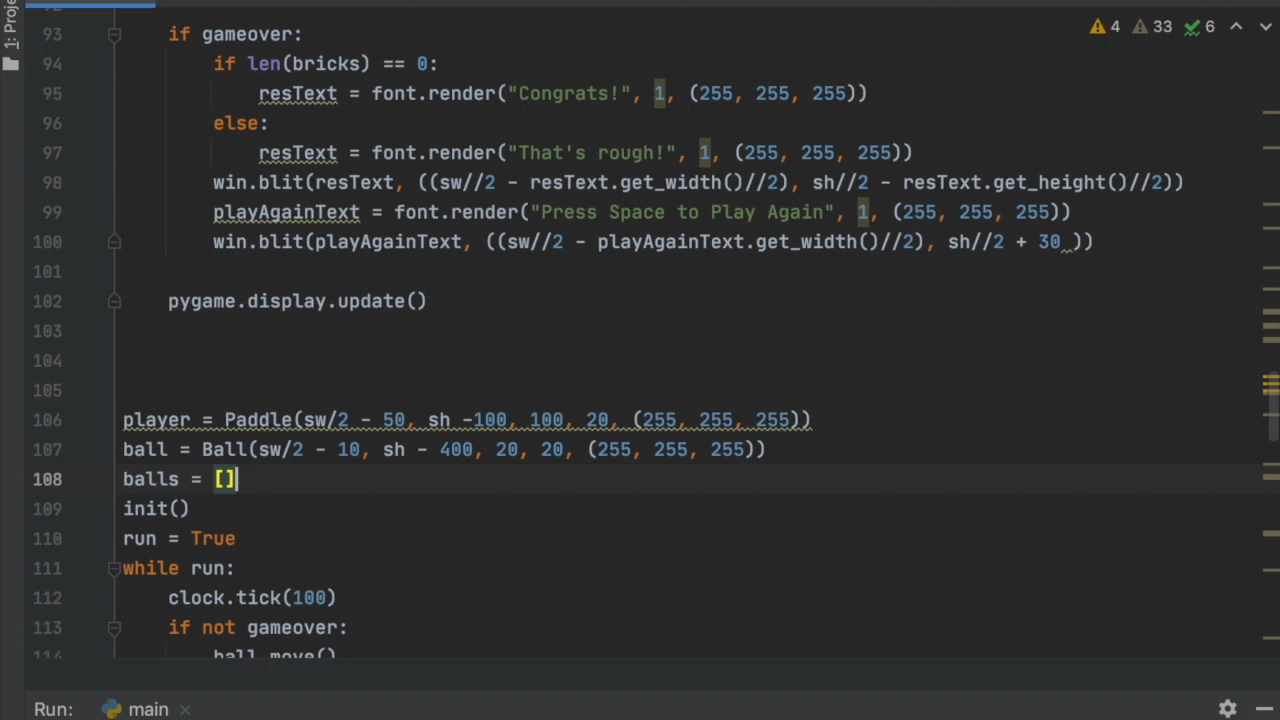 1: Proje
92
4 33 6
93 if gameover:
94 if len(bricks) == 0:
95 resText = font.render("Congrats!", 1, (255, 255, 255))
96 else:
97 resText = font.render("That's rough!", 1, (255, 255, 255))
98 win.blit(resText, ((sw//2 - resText.get_width()//2), sh//2 - resText.get_height()//2))
99 playAgainText = font.render("Press Space to Play Again", 1, (255, 255, 255))
100 win.blit(playAgainText, ((sw//2 - playAgainText.get_width()//2), sh//2 + 30 ))
101
102 pygame.display.update()
103
104
105
106 player = Paddle(sw/2 - 50, sh -100, 100, 20, (255, 255, 255))
107 ball = Ball(sw/2 - 10, sh - 400, 20, 20, (255, 255, 255))
108 balls = []
109 init()
110 run = True
111 while run:
112 clock.tick(100)
113 if not gameover:
114 ball.move()
Run: main